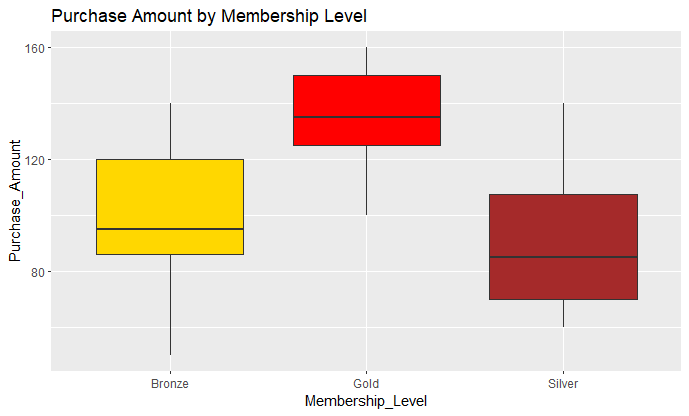 Purchase Amount by Membership Level
Purchase_Amount
160
120
80
Bronze Gold Silver
Membership_Level